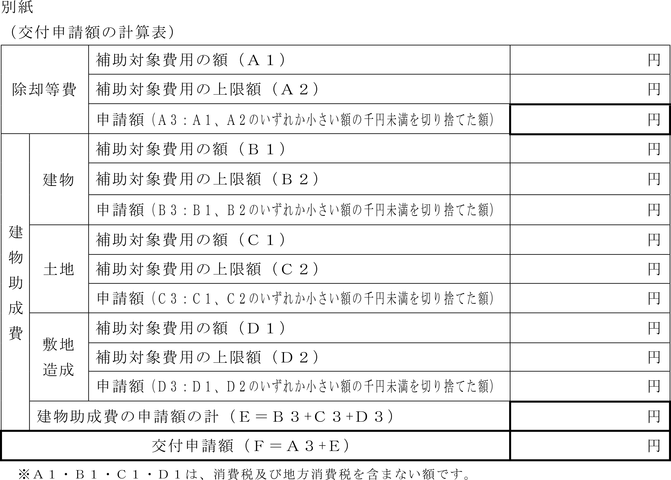 別紙
（交付申請額の計算表）
除却等費
補助対象費用の額（Ａ１） 円
補助対象費用の上限額（Ａ２） 円
申請額（Ａ３：Ａ１、Ａ２のいずれか小さい額の千円未満を切り捨てた額） 円
建物助成費
建物
補助対象費用の額（Ｂ１） 円
補助対象費用の上限額（Ｂ２） 円
申請額（Ｂ３：Ｂ１、Ｂ２のいずれか小さい額の千円未満を切り捨てた額） 円
土地
補助対象費用の額（Ｃ１） 円
補助対象費用の上限額（Ｃ２） 円
申請額（Ｃ３：Ｃ１、Ｃ２のいずれか小さい額の千円未満を切り捨てた額） 円
敷地
造成
補助対象費用の額（Ｄ１） 円
補助対象費用の上限額（Ｄ２） 円
申請額（Ｄ３：Ｄ１、Ｄ２のいずれか小さい額の千円未満を切り捨てた額） 円
建物助成費の申請額の計（Ｅ＝Ｂ３+Ｃ３+Ｄ３） 円
交付申請額（Ｆ＝Ａ３+Ｅ） 円
※Ａ１・Ｂ１・Ｃ１・Ｄ１は、消費税及び地方消費税を含まない額です。